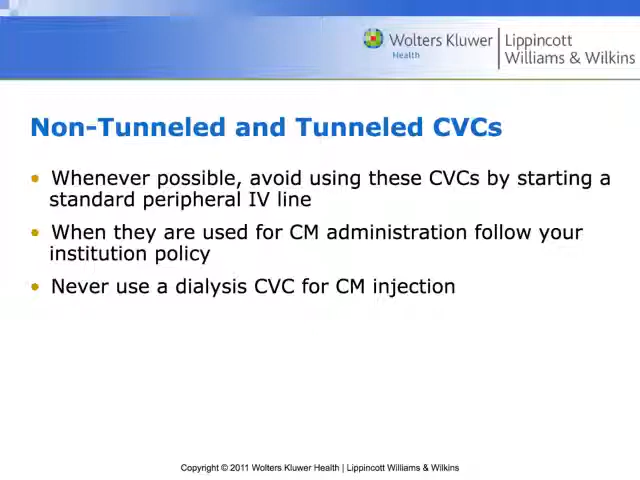 Wolters Kluwer
Health
Lippincott
Williams & Wilkins
Non-Tunneled and Tunneled CVCs
• Whenever possible, avoid using these CVCs by starting a
standard peripheral IV line
• When they are used for CM administration follow your
institution policy
• Never use a dialysis CVC for CM injection
Copyright © 2011 Wolters Kluwer Health | Lippincott Williams & Wilkins